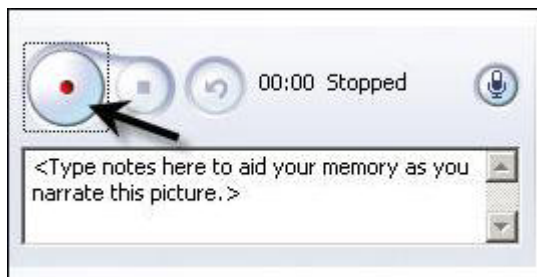 00:00 Stopped
<Type notes here to aid your memory as you
narrate this picture.>